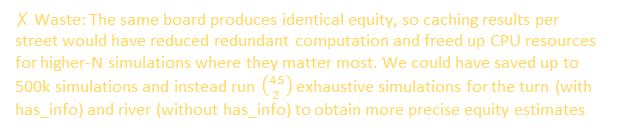 ✗ Waste: The same board produces identical equity, so caching results per
street would have reduced redundant computation and freed up CPU resources
for higher-N simulations where they matter most. We could have saved up to
500k simulations and instead run (45 2) exhaustive simulations for the turn (with
has_info) and river (without has_info) to obtain more precise equity estimates